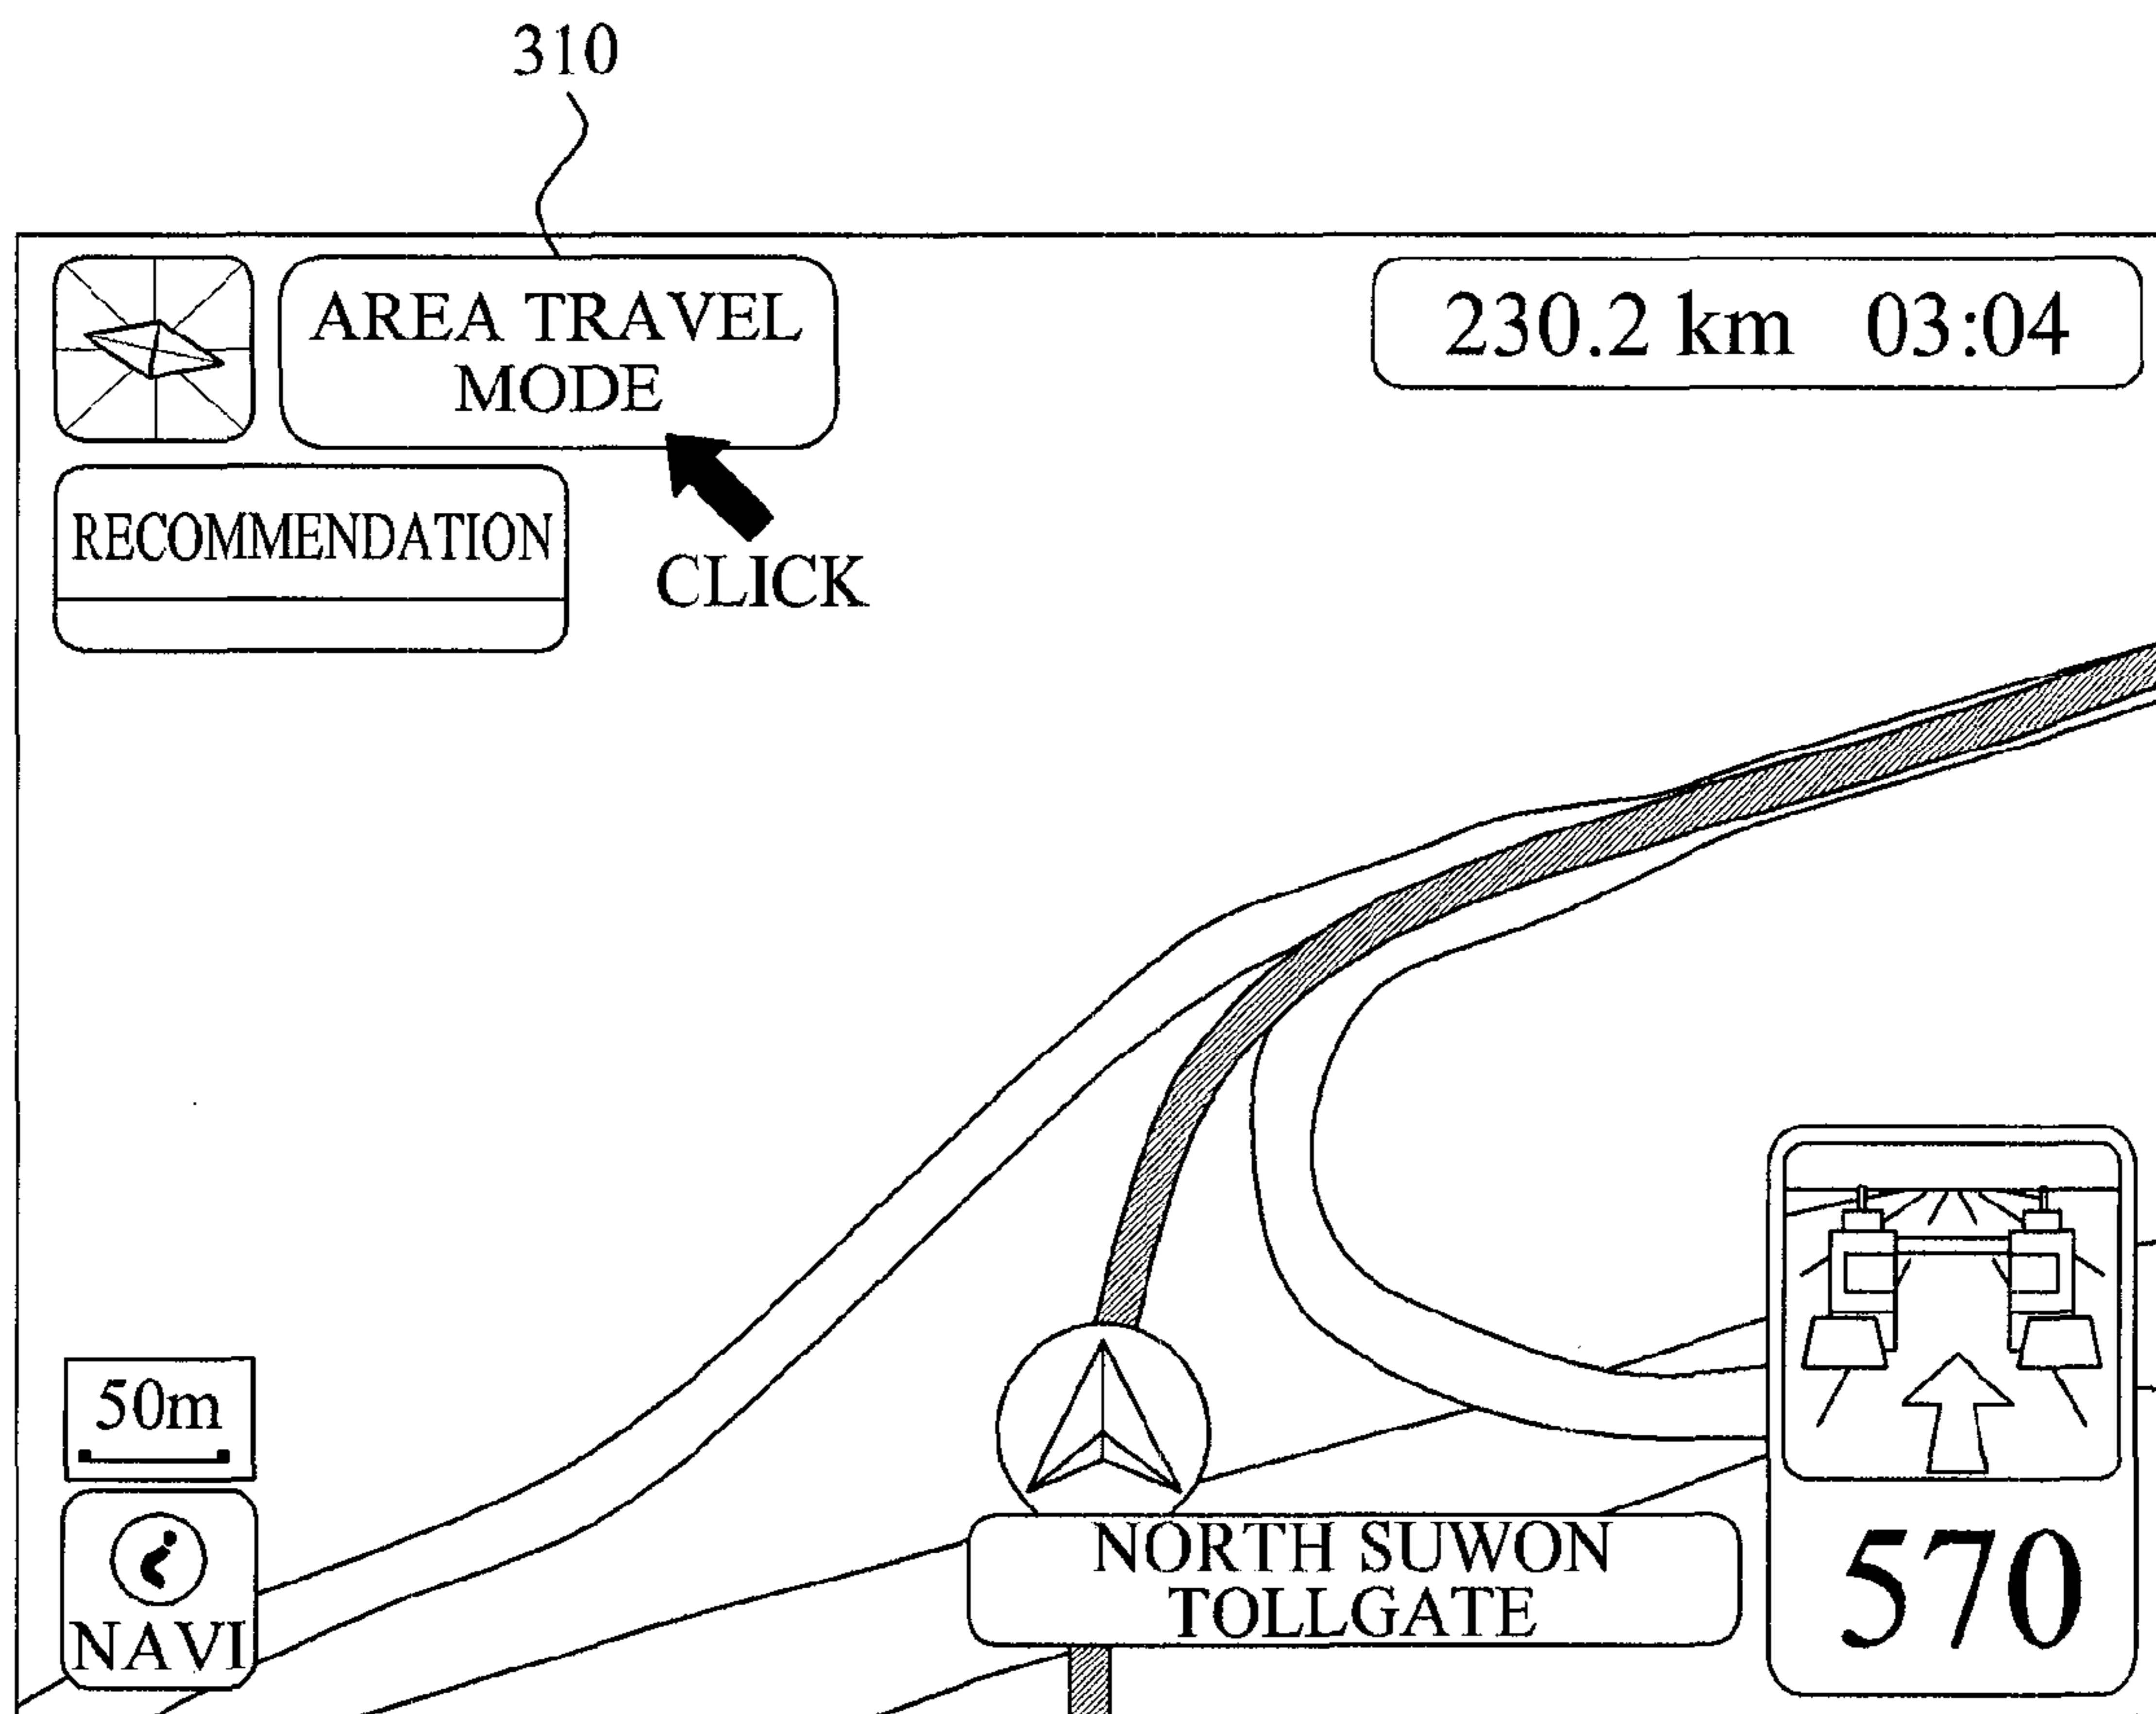 310
AREA TRAVEL
MODE
230.2 km 03:04
RECOMMENDATION
CLICK
50m
NAVI
NORTH SUWON
TOLLGATE
570